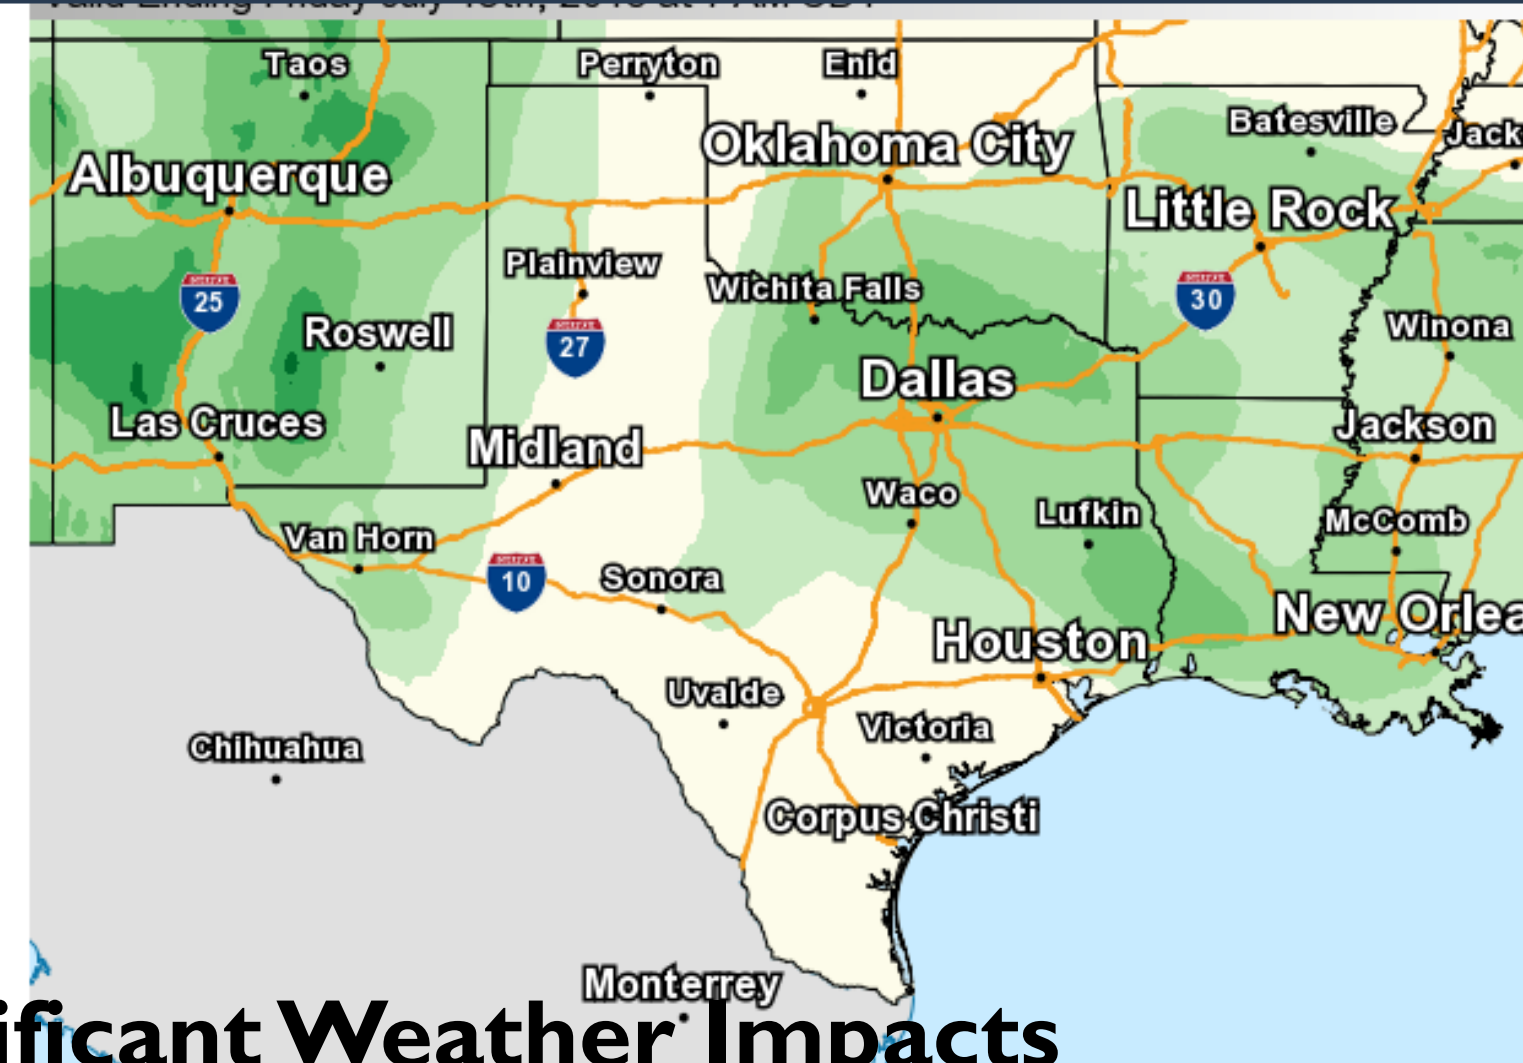 Taos
Perryton
Enid
Batesville
Jack
Oklahoma City
Albuquerque
Little Rock
Plainview
Wichita Falls
25
30
Roswell
27
Winona
Dallas
Las Cruces
Jackson
Midland
Waco
Lufkin
McComb
Van Horn
10
Sonora
New Orlea
Houston
Uvalde
Victoria
Chihuahua
Corpus Christi
Monterrey
ificant Weather Impacts